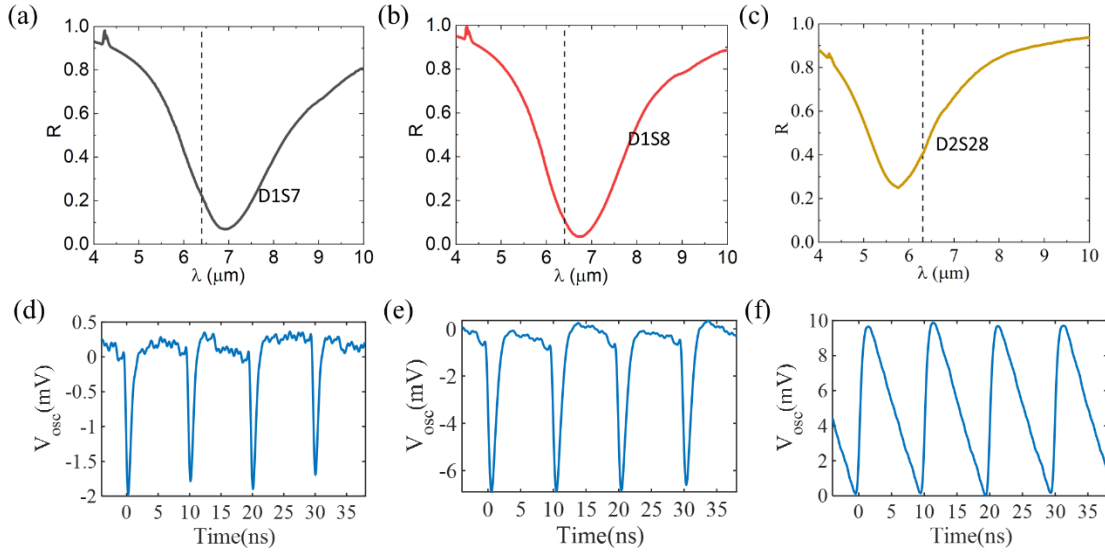 (a)
R
1.0
0.8
0.6
0.4
0.2
0.0
D1S7
4 5 6 7 8 9 10
λ (μm)
(b)
R
1.0
0.8
0.6
0.4
0.2
0.0
D1S8
4 5 6 7 8 9 10
λ (μm)
(c)
R
1.0
0.8
0.6
0.4
0.2
0.0
D2S28
4 5 6 7 8 9 10
λ (μm)
(d)
Vosc(mV)
0.5
0
-0.5
-1
-1.5
-2
0 5 10 15 20 25 30 35
Time(ns)
(e)
Vosc(mV)
0
-2
-4
-6
0 5 10 15 20 25 30 35
Time(ns)
(f)
Vosc(mV)
10
8
6
4
2
0
0 5 10 15 20 25 30 35
Time(ns)